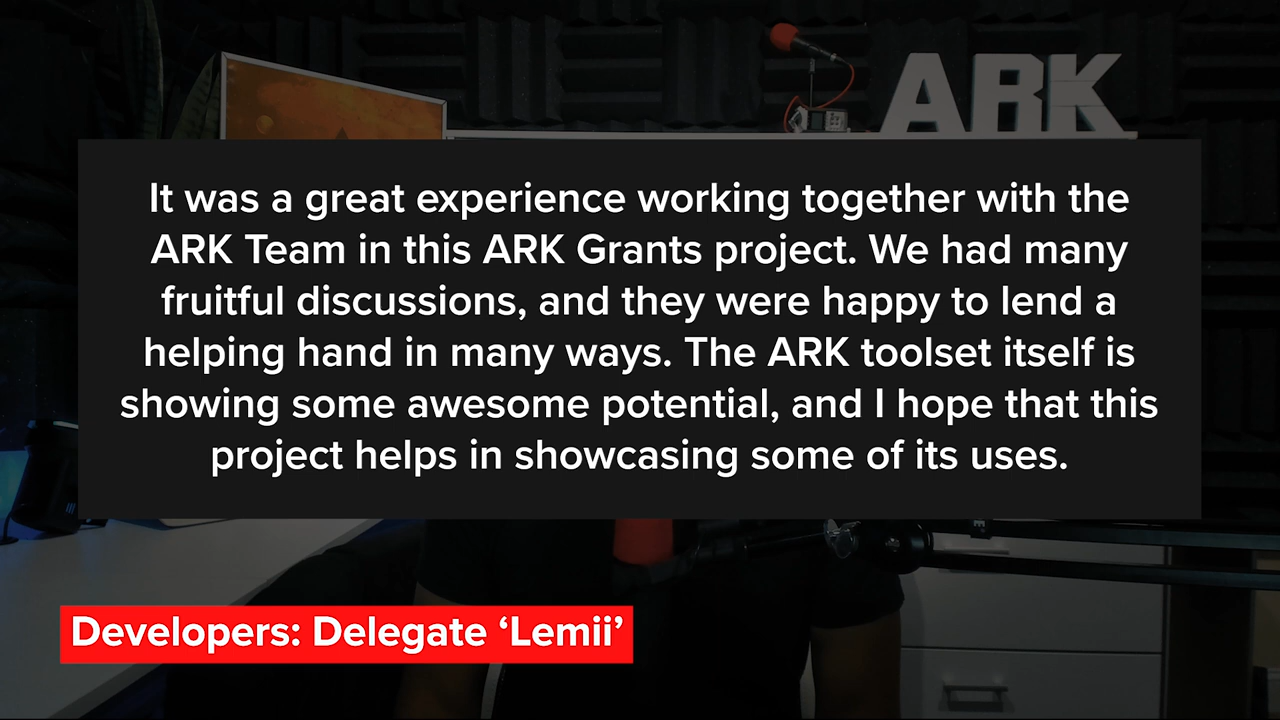 ARK
It was a great experience working together with the
ARK Team in this ARK Grants project. We had many
fruitful discussions, and they were happy to lend a
helping hand in many ways. The ARK toolset itself is
showing some awesome potential, and I hope that this
project helps in showcasing some of its uses.
Developers: Delegate ‘Lemii’